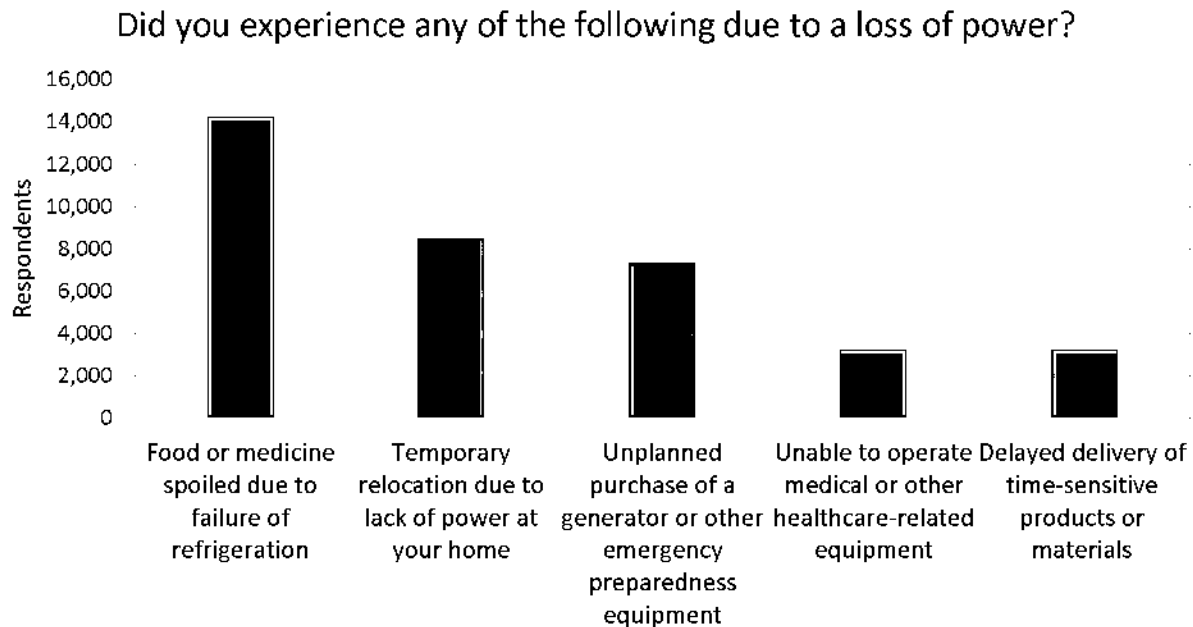 Did you experience any of the following due to a loss of power?
16,000
14,000
12,000
10,000
8,000
6,000
4,000
2,000
0
Respondents
Food or medicine
spoiled due to
failure of
refrigeration
Temporary
relocation due to
lack of power at
your home
Unplanned
purchase of a
generator or other
emergency
preparedness
equipment
Unable to operate
medical or other
healthcare-related
equipment
Delayed delivery of
time-sensitive
products or
materials